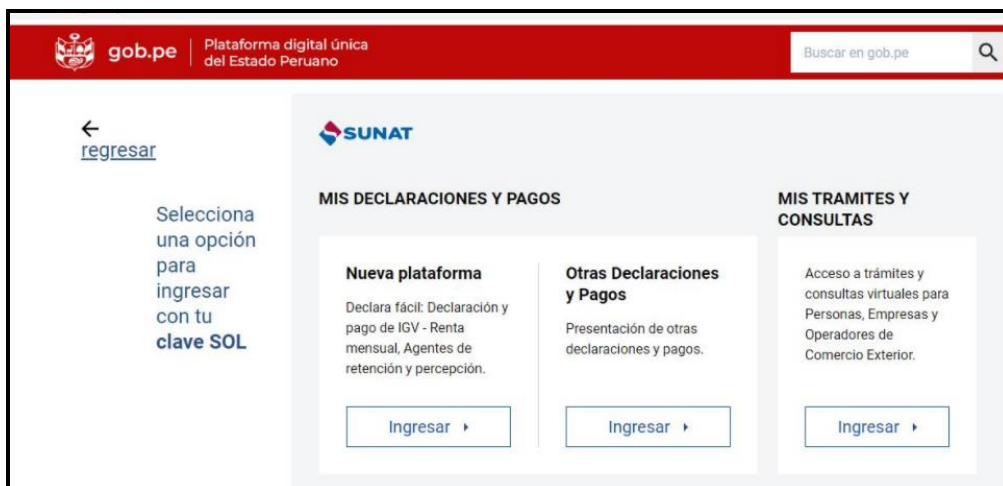 gob.pe
Plataforma digital única
del Estado Peruano
Buscar en gob.pe
←
regresar
Selecciona
una opción
para
ingresar
con tu
clave SOL
SUNAT
MIS DECLARACIONES Y PAGOS
Nueva plataforma
Declara fácil: Declaración y
pago de IGV - Renta
mensual, Agentes de
retención y percepción.
Ingresar
Otras Declaraciones
y Pagos
Presentación de otras
declaraciones y pagos.
Ingresar
MIS TRAMITES Y
CONSULTAS
Acceso a trámites y
consultas virtuales para
Personas, Empresas y
Operadores de
Comercio Exterior.
Ingresar